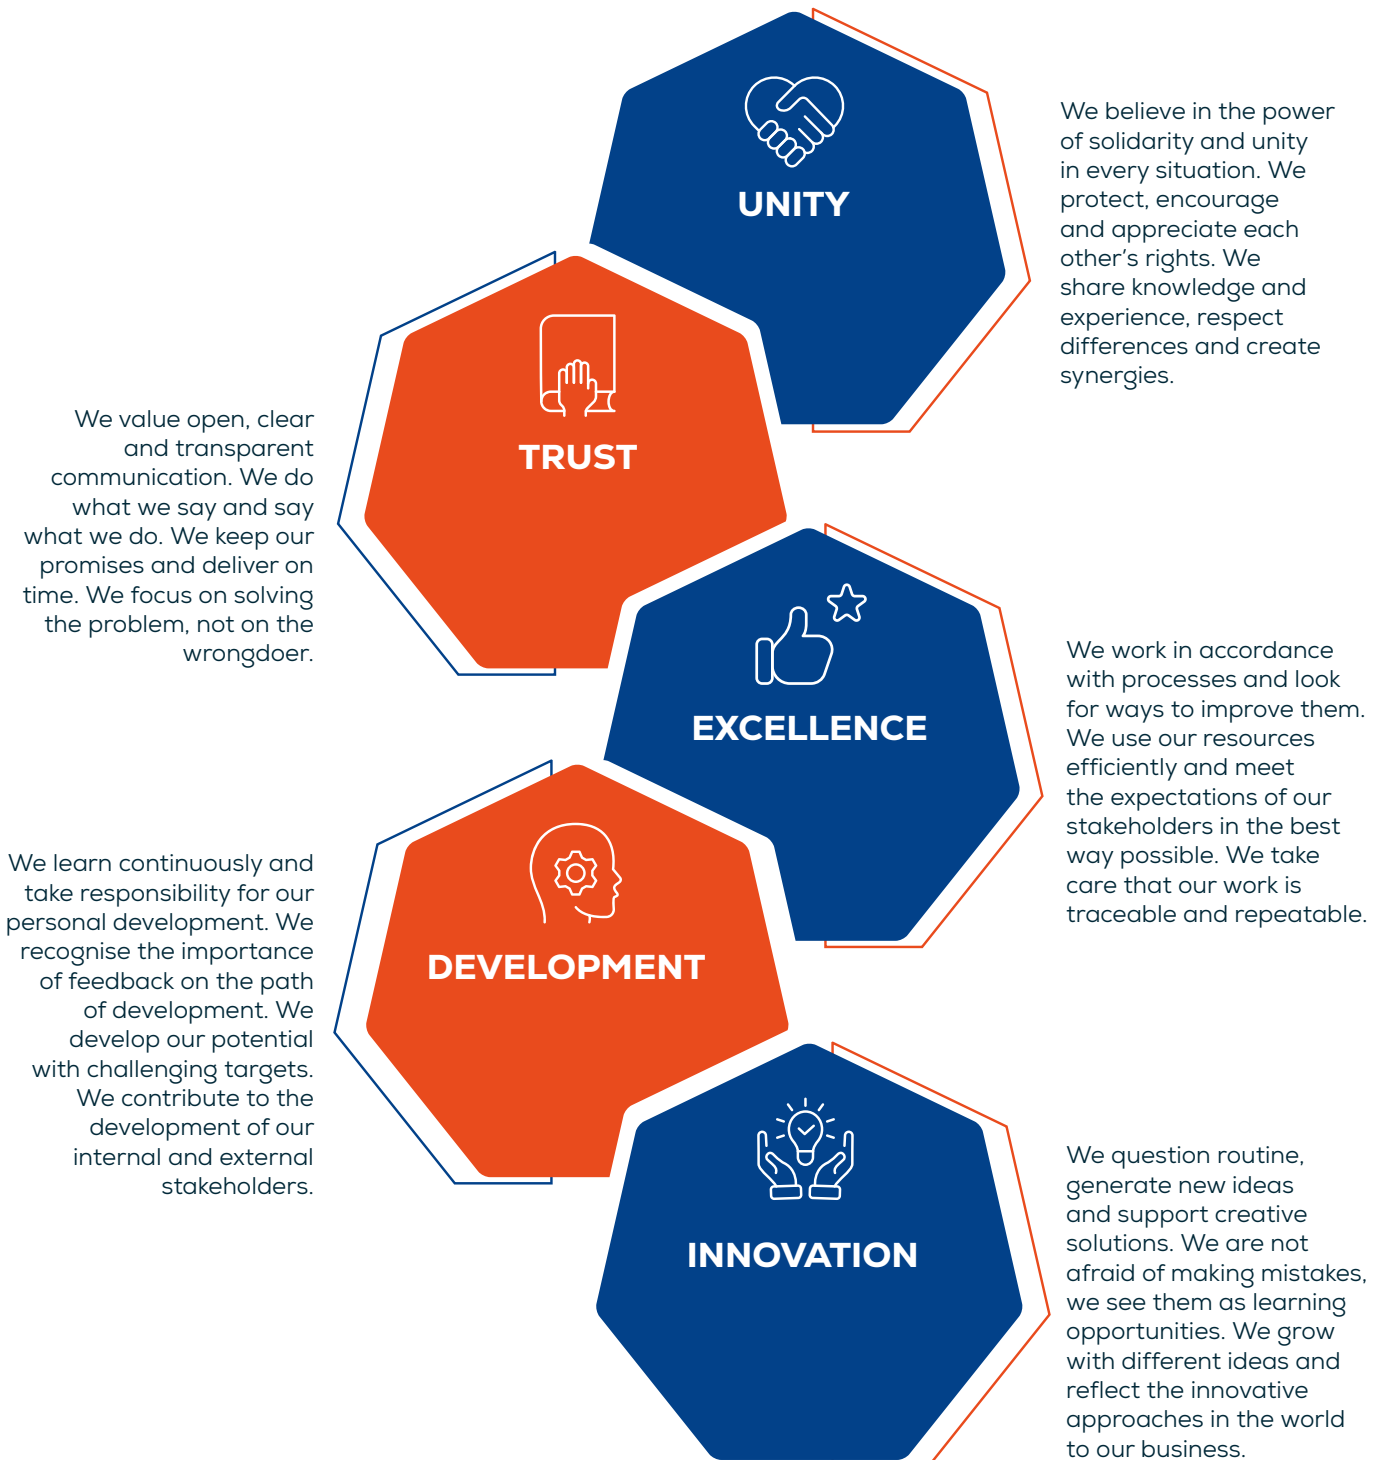 UNITY
We believe in the power
of solidarity and unity
in every situation. We
protect, encourage
and appreciate each
other’s rights. We
share knowledge and
experience, respect
differences and create
synergies.
TRUST
We value open, clear
and transparent
communication. We do
what we say and say
what we do. We keep our
promises and deliver on
time. We focus on solving
the problem, not on the
wrongdoer.
EXCELLENCE
We work in accordance
with processes and look
for ways to improve them.
We use our resources
efficiently and meet
the expectations of our
stakeholders in the best
way possible. We take
care that our work is
traceable and repeatable.
DEVELOPMENT
We learn continuously and
take responsibility for our
personal development. We
recognise the importance
of feedback on the path
of development. We
develop our potential
with challenging targets.
We contribute to the
development of our
internal and external
stakeholders.
INNOVATION
We question routine,
generate new ideas
and support creative
solutions. We are not
afraid of making mistakes,
we see them as learning
opportunities. We grow
with different ideas and
reflect the innovative
approaches in the world
to our business.